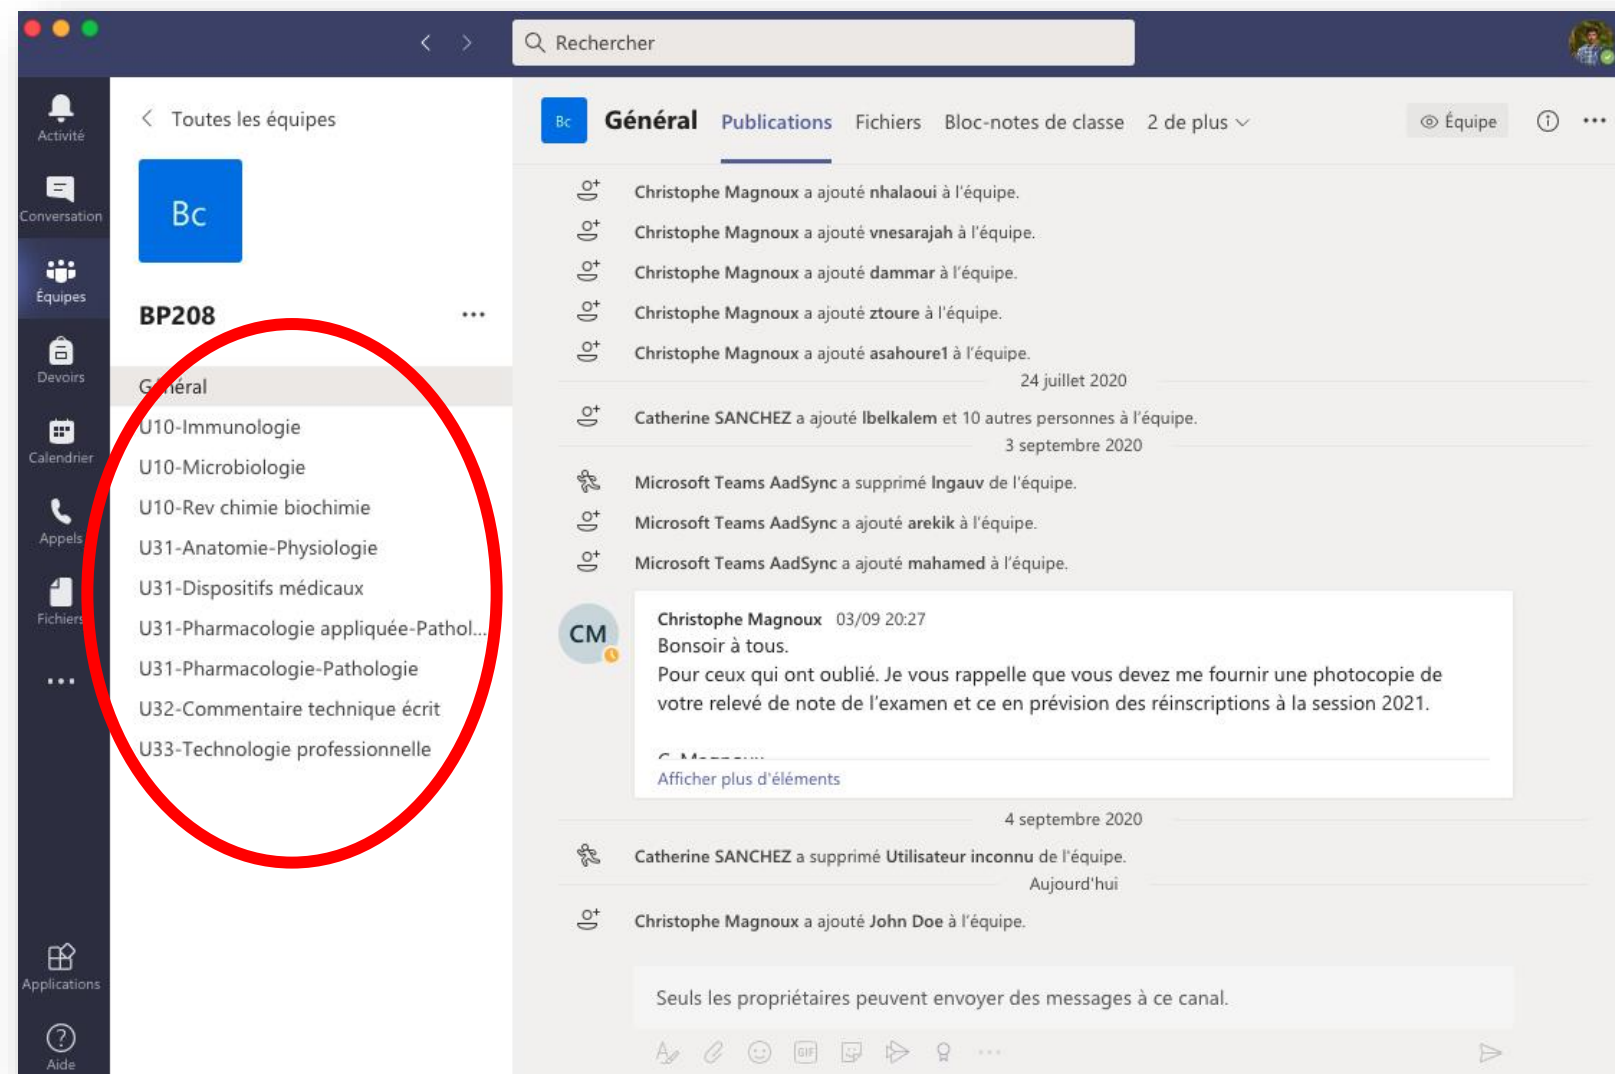 Rechercher
Activité
Conversation
Équipes
Devoirs
Calendrier
Appels
Fichiers
Applications
Aide
Toutes les équipes
Bc
BP208
Général
U10-Immunologie
U10-Microbiologie
U10-Rev chimie biochimie
U31-Anatomie-Physiologie
U31-Dispositifs médicaux
U31-Pharmacologie appliquée-Pathol...
U31-Pharmacologie-Pathologie
U32-Commentaire technique écrit
U33-Technologie professionnelle
Bc Général Publications Fichiers Bloc-notes de classe 2 de plus Équipe
Christophe Magnoux a ajouté nhalaoui à l'équipe.
Christophe Magnoux a ajouté vnesarajah à l'équipe.
Christophe Magnoux a ajouté dammar à l'équipe.
Christophe Magnoux a ajouté ztoure à l'équipe.
Christophe Magnoux a ajouté asahoure1 à l'équipe.
24 juillet 2020
Catherine SANCHEZ a ajouté lbelkalem et 10 autres personnes à l'équipe.
3 septembre 2020
Microsoft Teams AadSync a supprimé lngauv de l'équipe.
Microsoft Teams AadSync a ajouté arekik à l'équipe.
Microsoft Teams AadSync a ajouté mahamed à l'équipe.
CM
Christophe Magnoux 03/09 20:27
Bonsoir à tous.
Pour ceux qui ont oublié. Je vous rappelle que vous devez me fournir une photocopie de
votre relevé de note de l'examen et ce en prévision des réinscriptions à la session 2021.
C. Magnoux
Afficher plus d'éléments
4 septembre 2020
Catherine SANCHEZ a supprimé Utilisateur inconnu de l'équipe.
Aujourd'hui
Christophe Magnoux a ajouté John Doe à l'équipe.
Seuls les propriétaires peuvent envoyer des messages à ce canal.
GIF